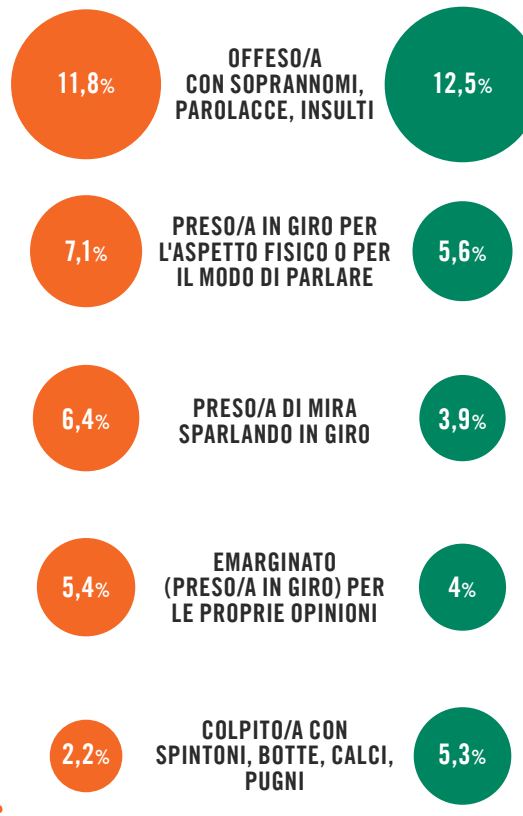 OFFESO/A
11,8% CON SOPRANNOMI, 12,5%
PAROLACCE, INSULTI
PRESO/A IN GIRO PER
7,1% L'ASPETTO FISICO O PER 5,6%
IL MODO DI PARLARE
PRESO/A DI MIRA
6,4% SPARLANDO IN GIRO 3,9%
EMARGINATO
5,4% (PRESO/A IN GIRO) PER 4%
LE PROPRIE OPINIONI
COLPITO/A CON
2,2% SPINTONI, BOTTE, CALCI, 5,3%
PUGNI